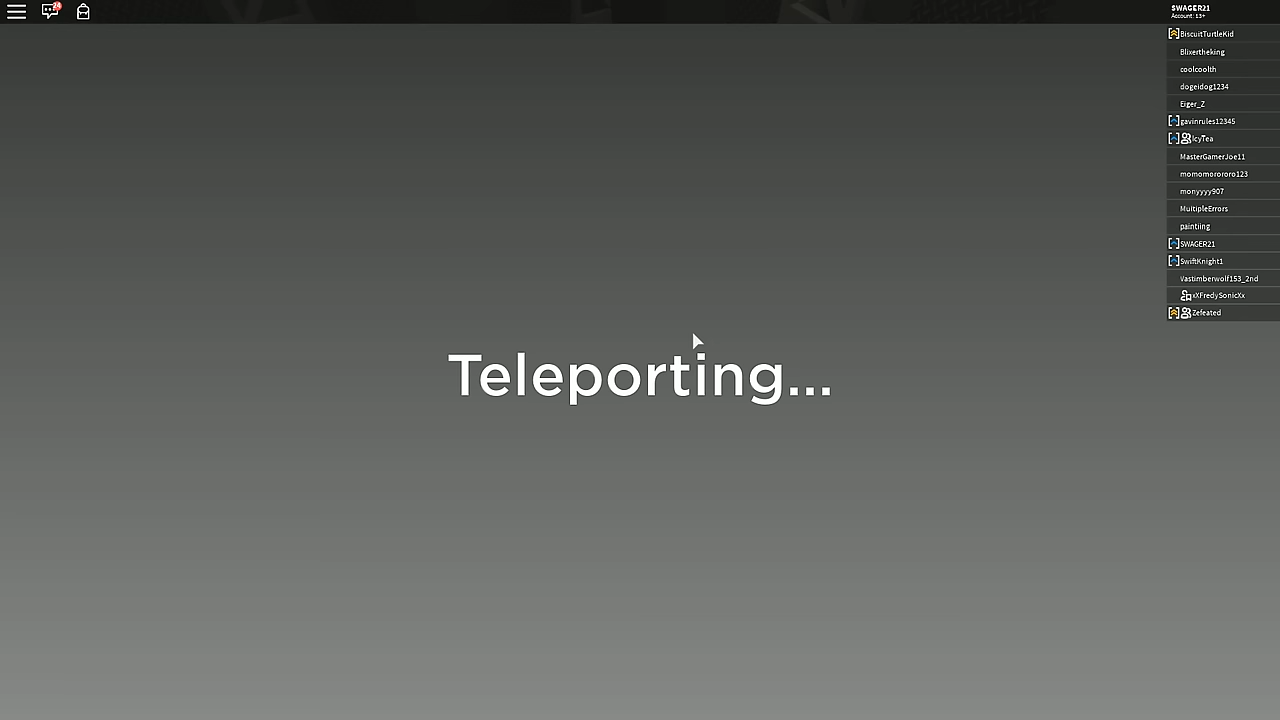 24
SWAGER21
Account: 13+
BiscuitTurtleKid
Blixertheking
coolcoolth
dogeidog1234
Eiger_Z
gavinrules12345
IcyTea
MasterGamerJoe11
momomorororo123
monyyyy907
MultipleErrors
paintiing
SWAGER21
SwiftKnight1
Vastimberwolf153_2nd
xXFredySonicXx
Zefeated
Teleporting...